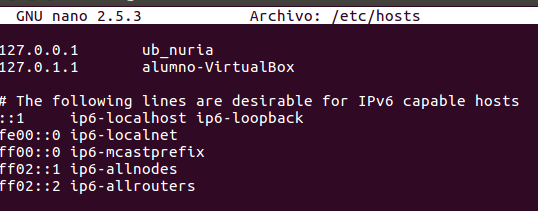 GNU nano 2.5.3 Archivo: /etc/hosts
127.0.0.1 ub_nuria
127.0.1.1 alumno-VirtualBox
# The following lines are desirable for IPv6 capable hosts
::1 ip6-localhost ip6-loopback
fe00::0 ip6-localnet
ff00::0 ip6-mcastprefix
ff02::1 ip6-allnodes
ff02::2 ip6-allrouters